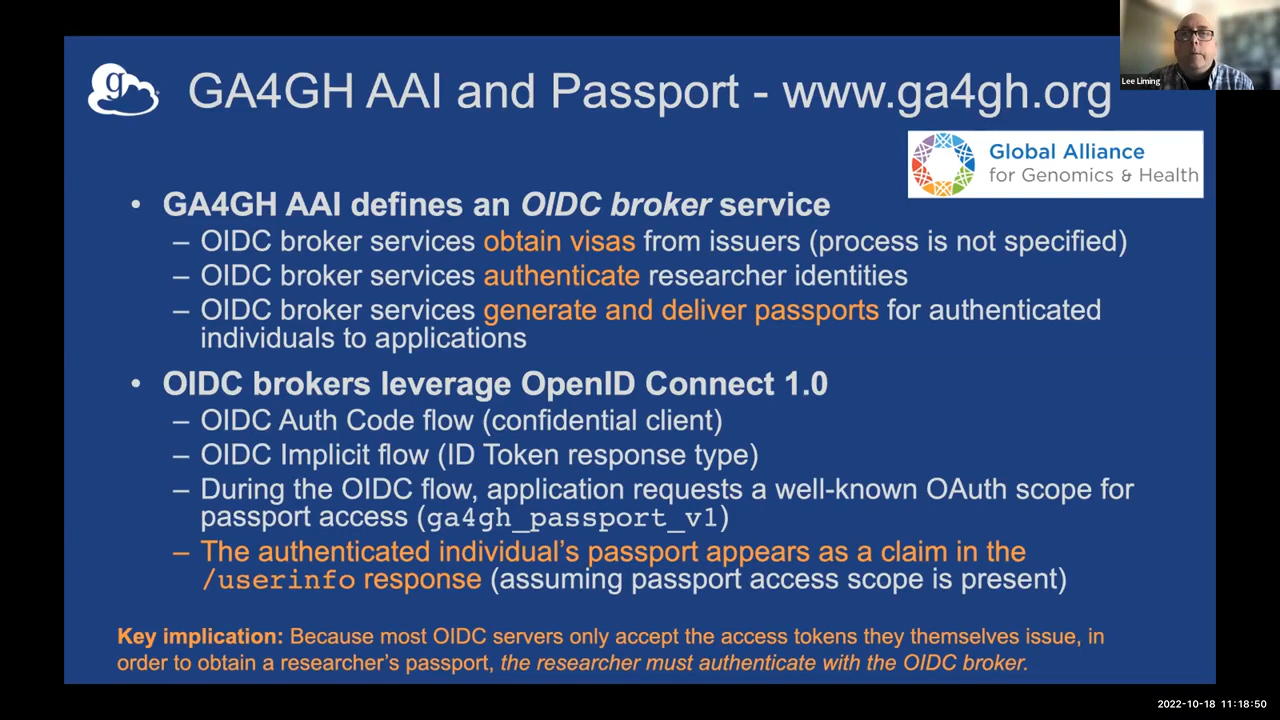 GA4GH AAI and Passport - www.ga4gh.org
Lee Liming
g
Global Alliance
for Genomics & Health
• GA4GH AAI defines an OIDC broker service
– OIDC broker services obtain visas from issuers (process is not specified)
– OIDC broker services authenticate researcher identities
– OIDC broker services generate and deliver passports for authenticated
individuals to applications
• OIDC brokers leverage OpenID Connect 1.0
– OIDC Auth Code flow (confidential client)
– OIDC Implicit flow (ID Token response type)
– During the OIDC flow, application requests a well-known OAuth scope for
passport access (ga4gh_passport_v1)
– The authenticated individual’s passport appears as a claim in the
/userinfo response (assuming passport access scope is present)
Key implication: Because most OIDC servers only accept the access tokens they themselves issue, in
order to obtain a researcher’s passport, the researcher must authenticate with the OIDC broker.
2022-10-18 11:18:50